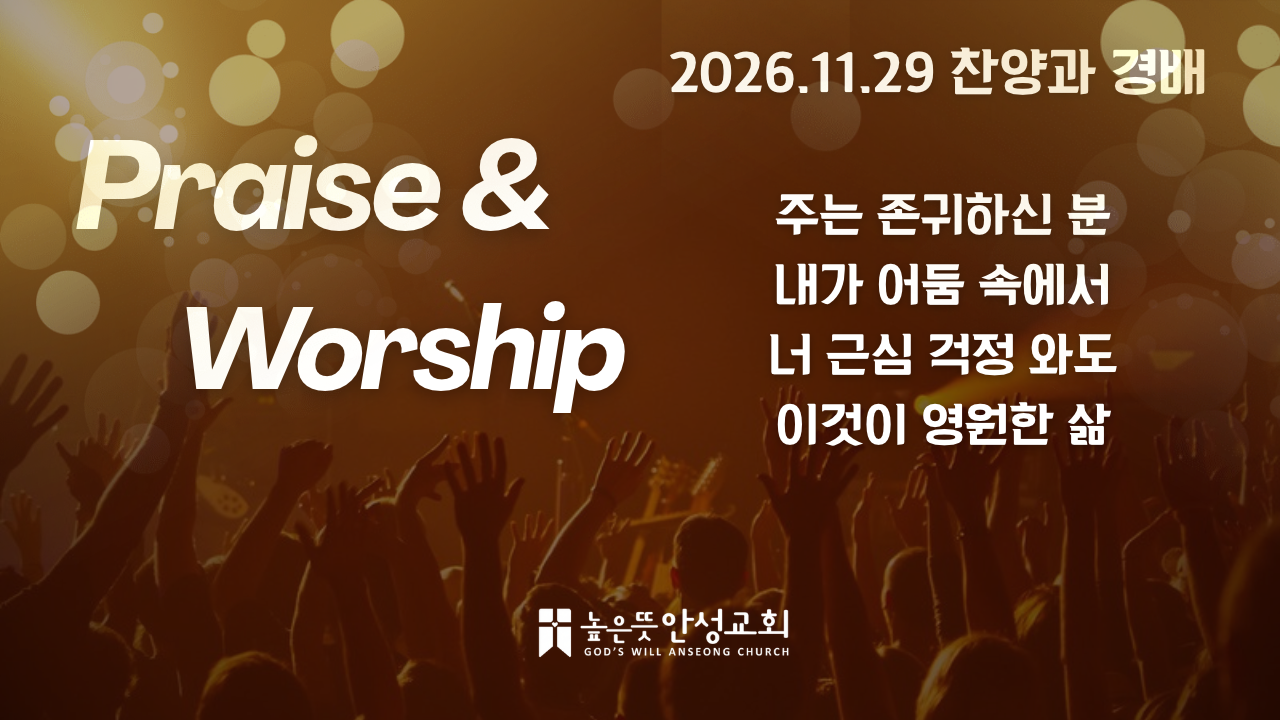 2026.11.29 찬양과 경배
Praise &
Worship
주는 존귀하신 분
내가 어둠 속에서
너 근심 걱정 와도
이것이 영원한 삶
높은뜻안성교회
GOD'S WILL ANSEONG CHURCH